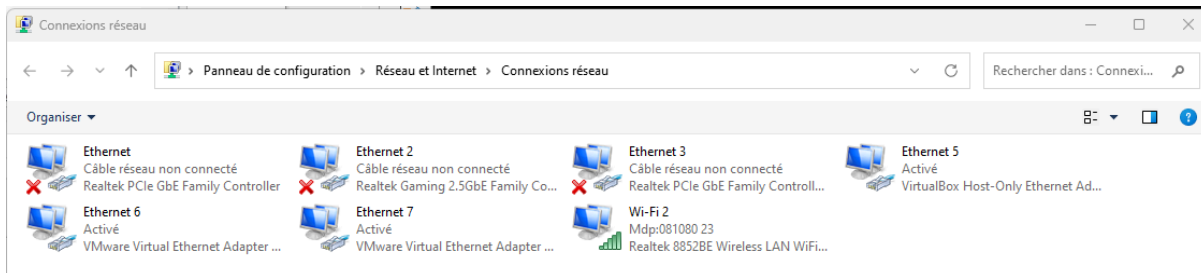 Connexions réseau
Panneau de configuration > Réseau et Internet > Connexions réseau
Rechercher dans : Connexi...
Organiser
Ethernet
Câble réseau non connecté
Realtek PCIe GbE Family Controller
Ethernet 2
Câble réseau non connecté
Realtek Gaming 2.5GbE Family Co...
Ethernet 3
Câble réseau non connecté
Realtek PCIe GbE Family Controll...
Ethernet 5
Activé
VirtualBox Host-Only Ethernet Ad...
Ethernet 6
Activé
VMware Virtual Ethernet Adapter ...
Ethernet 7
Activé
VMware Virtual Ethernet Adapter ...
Wi-Fi 2
Mdp:081080 23
Realtek 8852BE Wireless LAN WiFi...